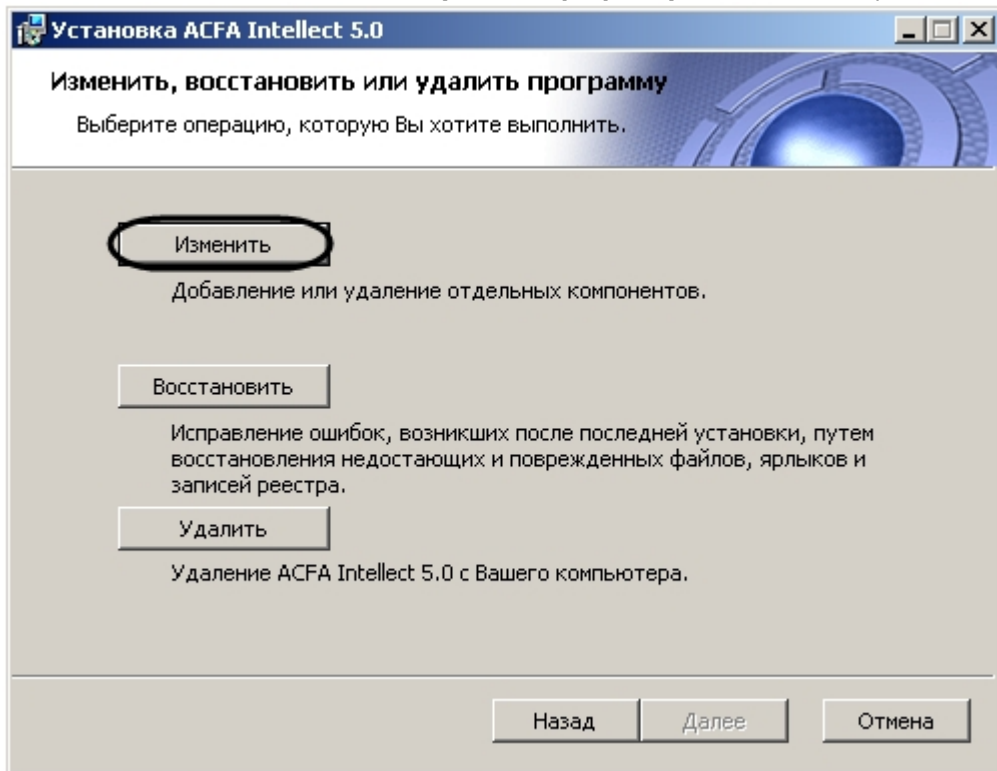 Установка ACFA Intellect 5.0
Изменить, восстановить или удалить программу
Выберите операцию, которую Вы хотите выполнить.
Изменить
Добавление или удаление отдельных компонентов.
Восстановить
Исправление ошибок, возникших после последней установки, путем
восстановления недостающих и поврежденных файлов, ярлыков и
записей реестра.
Удалить
Удаление ACFA Intellect 5.0 с Вашего компьютера.
Назад
Далее
Отмена